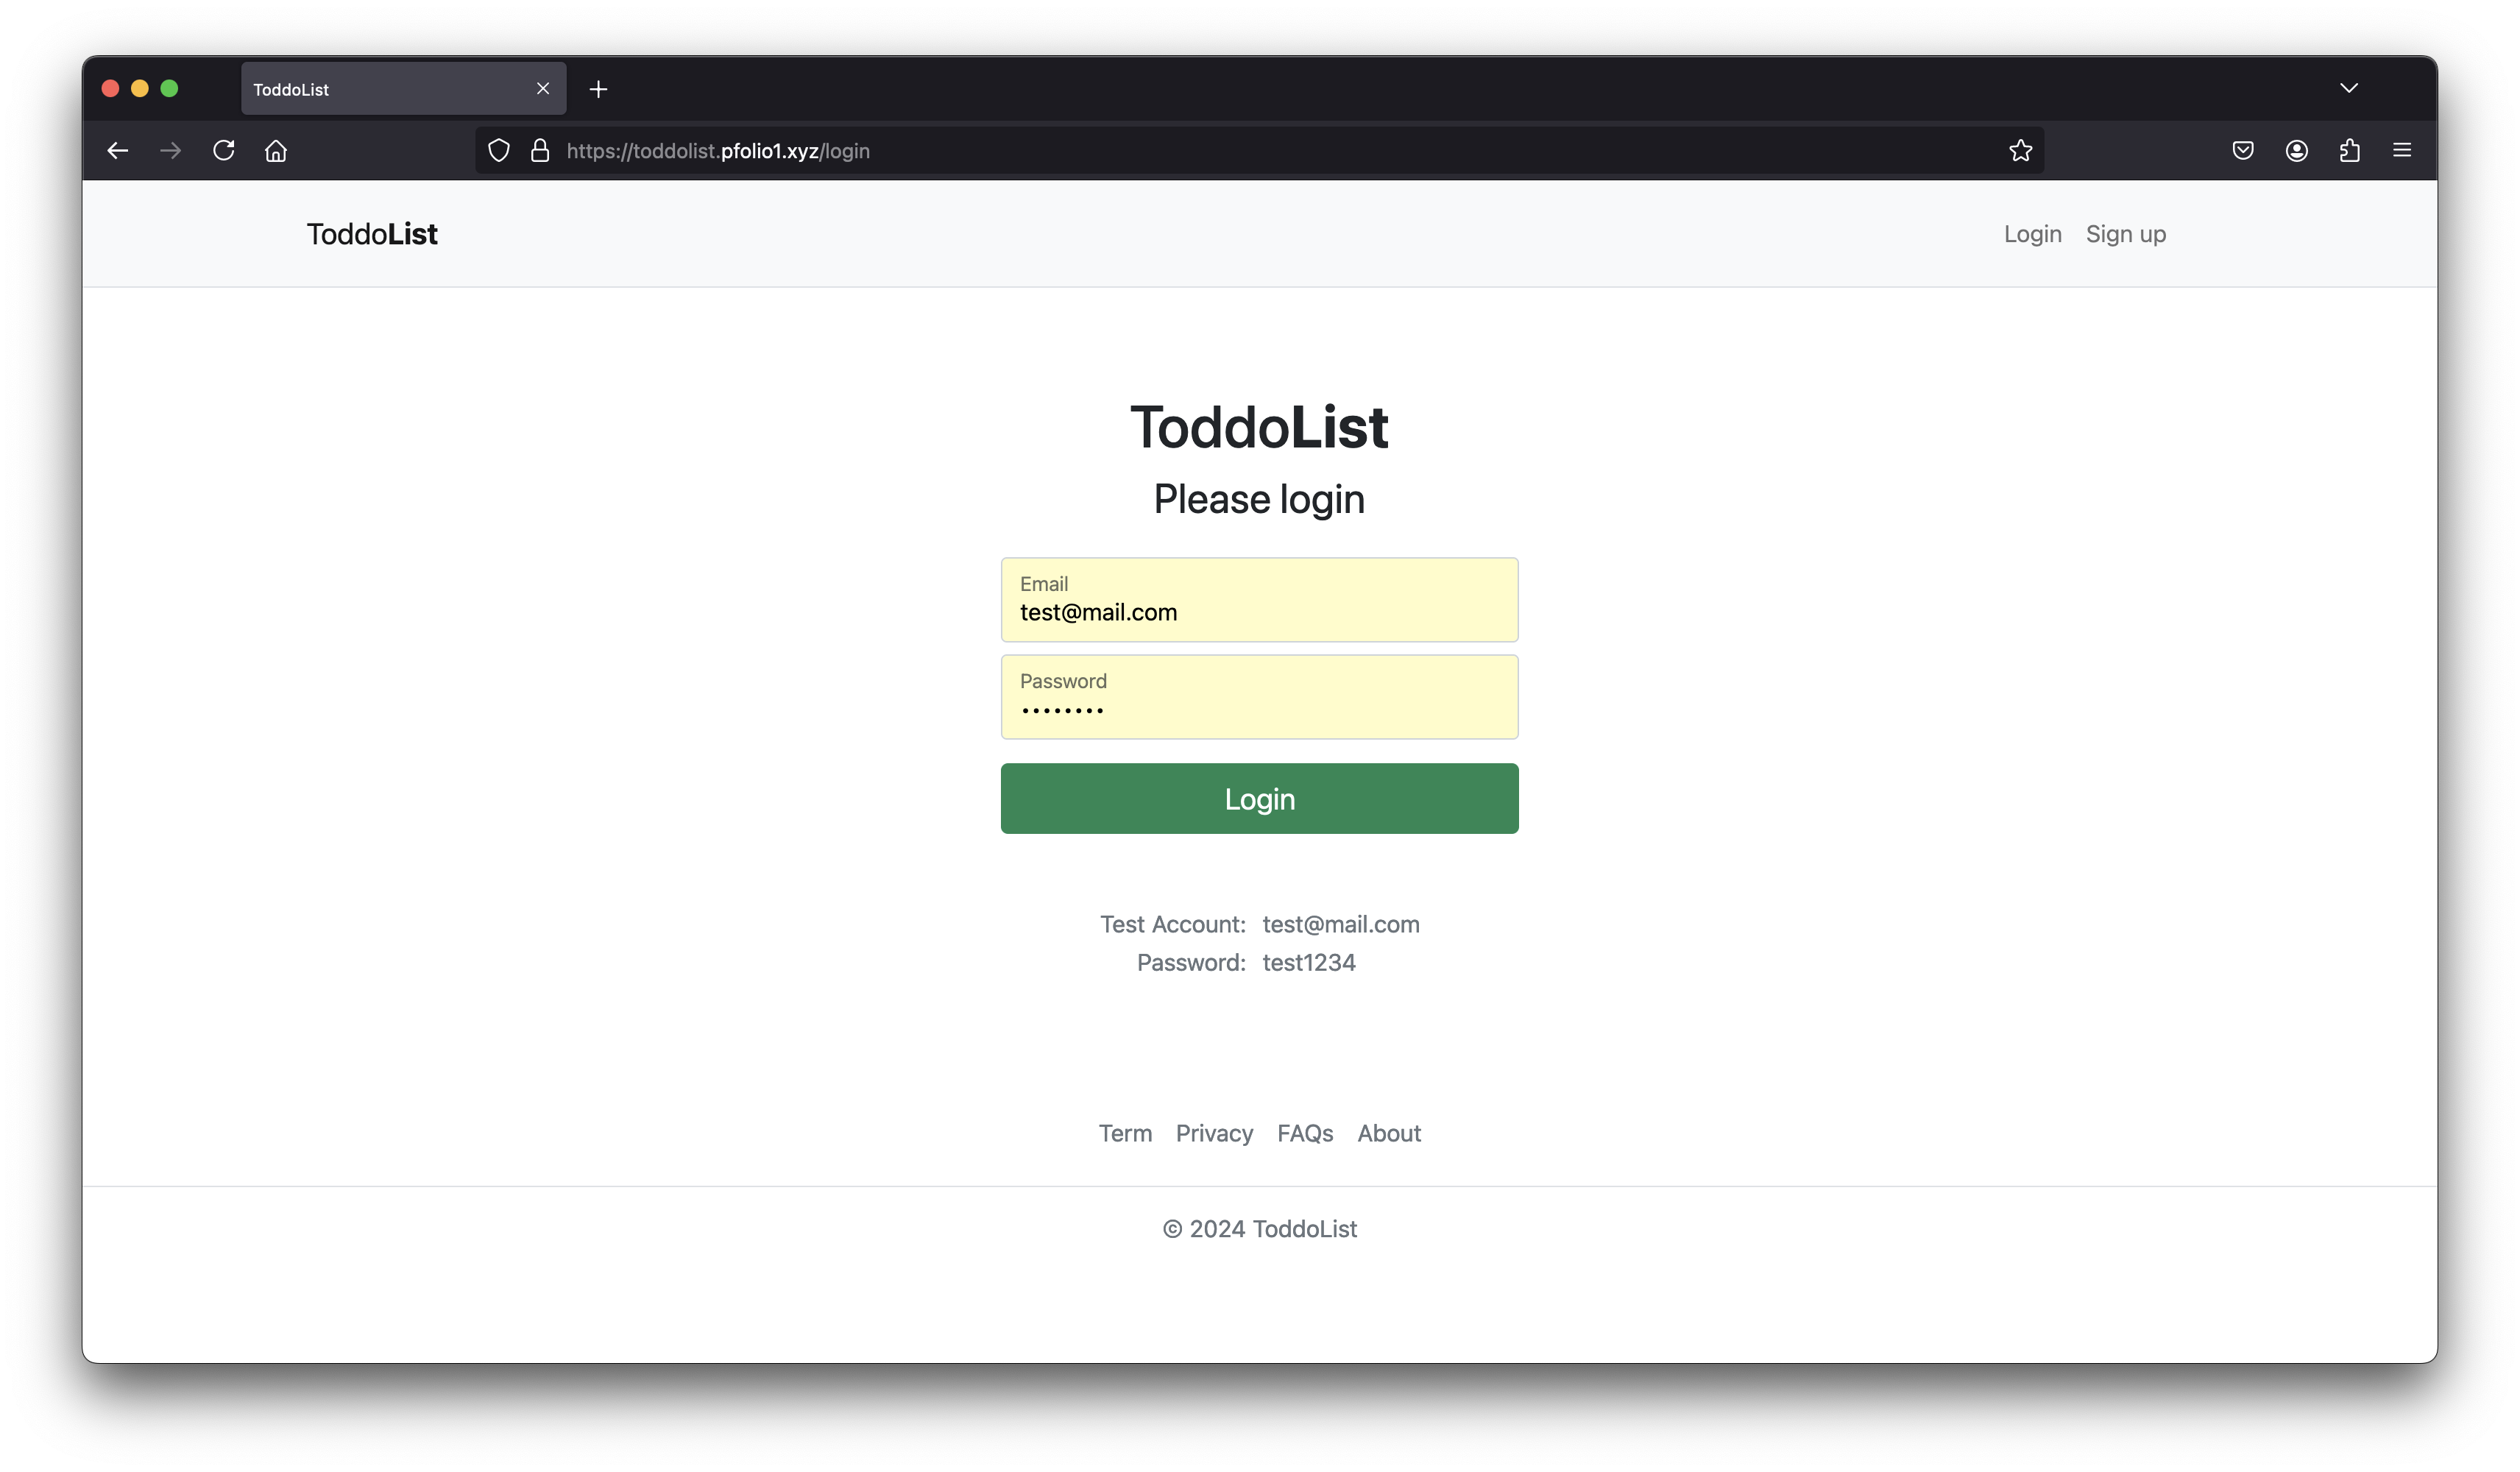 ToddoList
https://toddolist.pfolio1.xyz/login
ToddoList
Login Sign up
ToddoList
Please login
Email
test@mail.com
Password
••••••••
Login
Test Account: test@mail.com
Password: test1234
Term Privacy FAQs About
© 2024 ToddoList